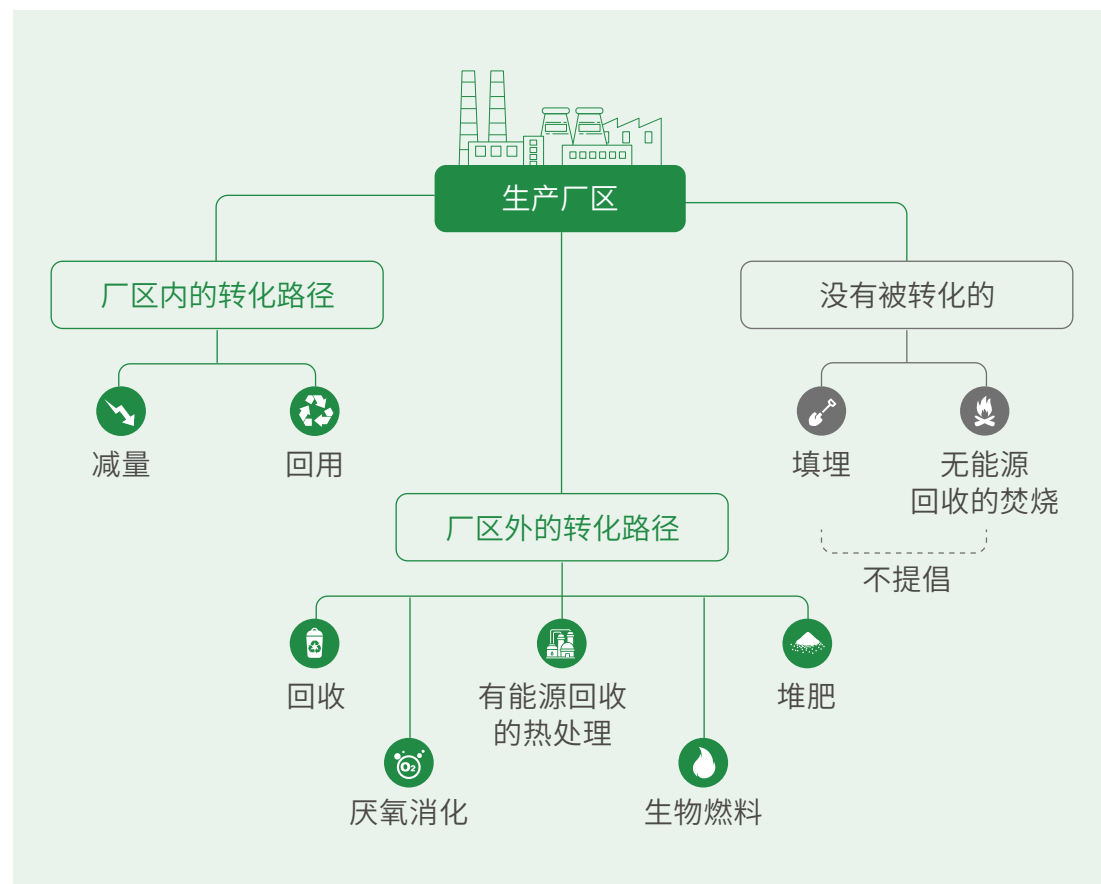 生产厂区
厂区内的转化路径
没有被转化的
减量
回用
填埋
无能源
回收的焚烧
不提倡
厂区外的转化路径
回收
有能源回收
的热处理
堆肥
O2
厌氧消化
生物燃料